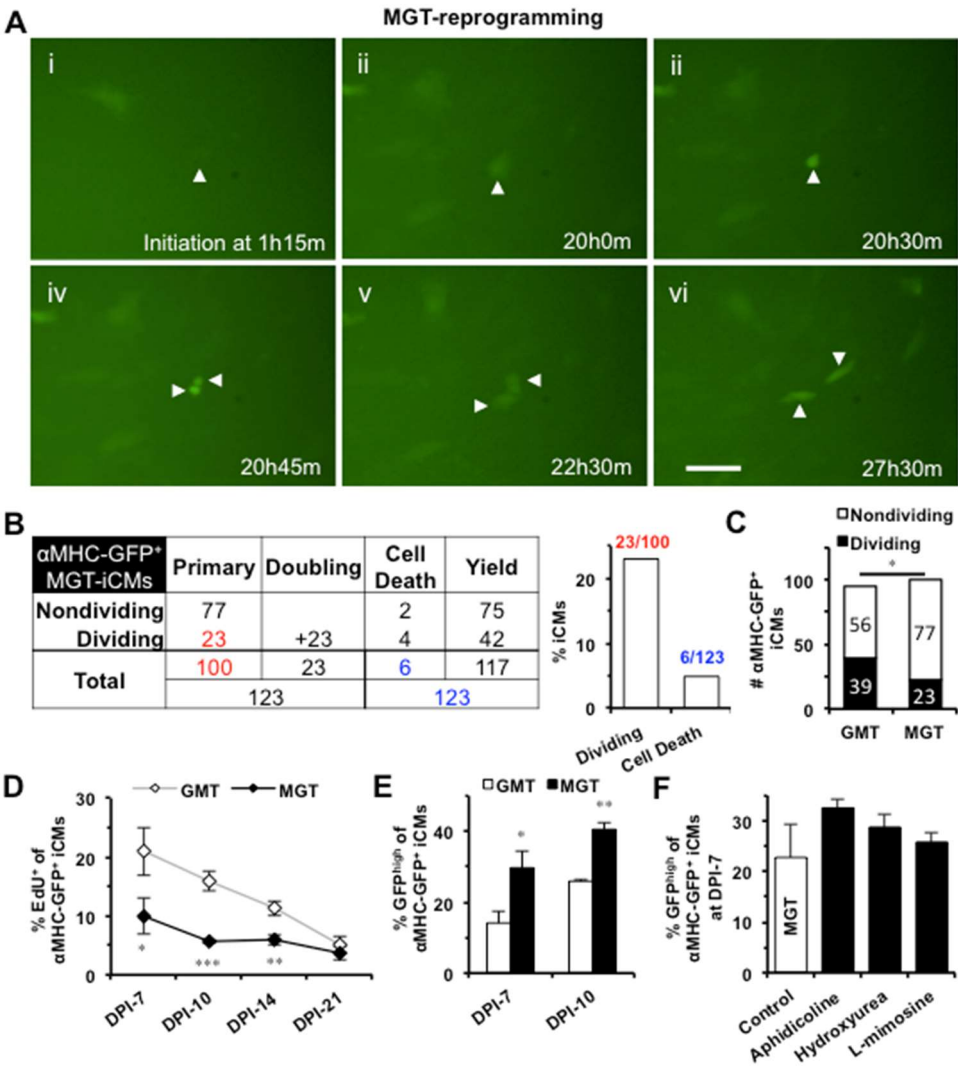 MGT-reprogramming
A
i
Initiation at 1h15m
ii
20h0m
ii
20h30m
iv
20h45m
v
22h30m
vi
27h30m
B
αMHC-GFP⁺ MGT-iCMs Primary Doubling Cell Death Yield
Nondividing 77 2 75
Dividing 23 +23 4 42
Total 100 23 6 117
123 123
% iCMs
20
10
0
23/100
6/123
Dividing
Cell Death
C
Nondividing
Dividing
# αMHC-GFP⁺ iCMs
100
50
0
*
56
77
39
23
GMT MGT
D
GMT MGT
% EdU⁺ of αMHC-GFP⁺ iCMs
30
20
10
0
*
***
**
DPI-7 DPI-10 DPI-14 DPI-21
E
GMT MGT
% GFPʰⁱᵍʰ of αMHC-GFP⁺ iCMs
40
20
0
*
**
DPI-7 DPI-10
F
% GFPʰⁱᵍʰ of αMHC-GFP⁺ iCMs at DPI-7
30
20
10
0
MGT
Control
Aphidicoline
Hydroxyurea
L-mimosine